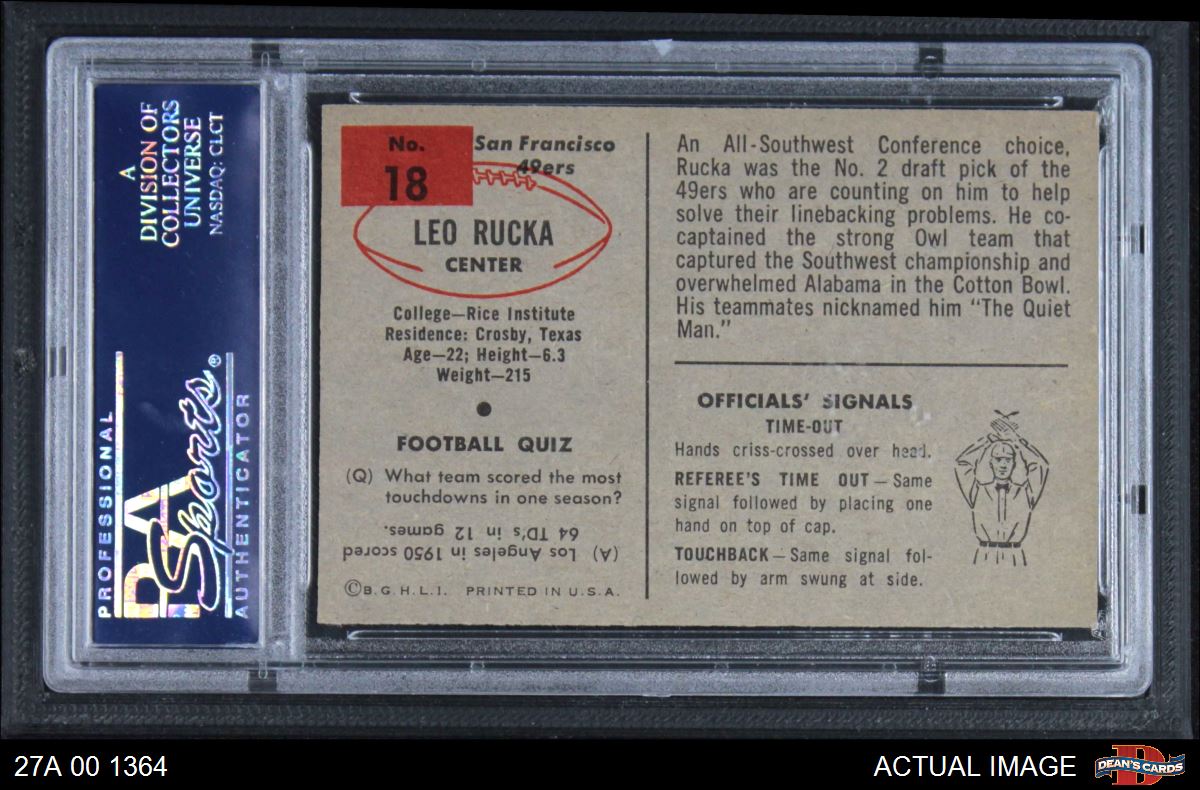 A
DIVISION OF
COLLECTORS
UNIVERSE
NASDAQ: CLCT
PROFESSIONAL
PSA
Sports®
AUTHENTICATOR
No.
18
San Francisco
49ers
LEO RUCKA
CENTER
College—Rice Institute
Residence: Crosby, Texas
Age—22; Height—6.3
Weight—215
FOOTBALL QUIZ
(Q) What team scored the most
touchdowns in one season?
(A) Los Angeles in 1950 scored
64 TD's in 12 games.
©B.G.H.L.I. PRINTED IN U.S.A.
An All-Southwest Conference choice,
Rucka was the No. 2 draft pick of the
49ers who are counting on him to help
solve their linebacking problems. He co-
captained the strong Owl team that
captured the Southwest championship and
overwhelmed Alabama in the Cotton Bowl.
His teammates nicknamed him “The Quiet
Man.”
OFFICIALS' SIGNALS
TIME-OUT
Hands criss-crossed over head.
REFEREE'S TIME OUT—Same
signal followed by placing one
hand on top of cap.
TOUCHBACK—Same signal fol-
lowed by arm swung at side.
27A 00 1364
ACTUAL IMAGE
D
DEAN'S CARDS